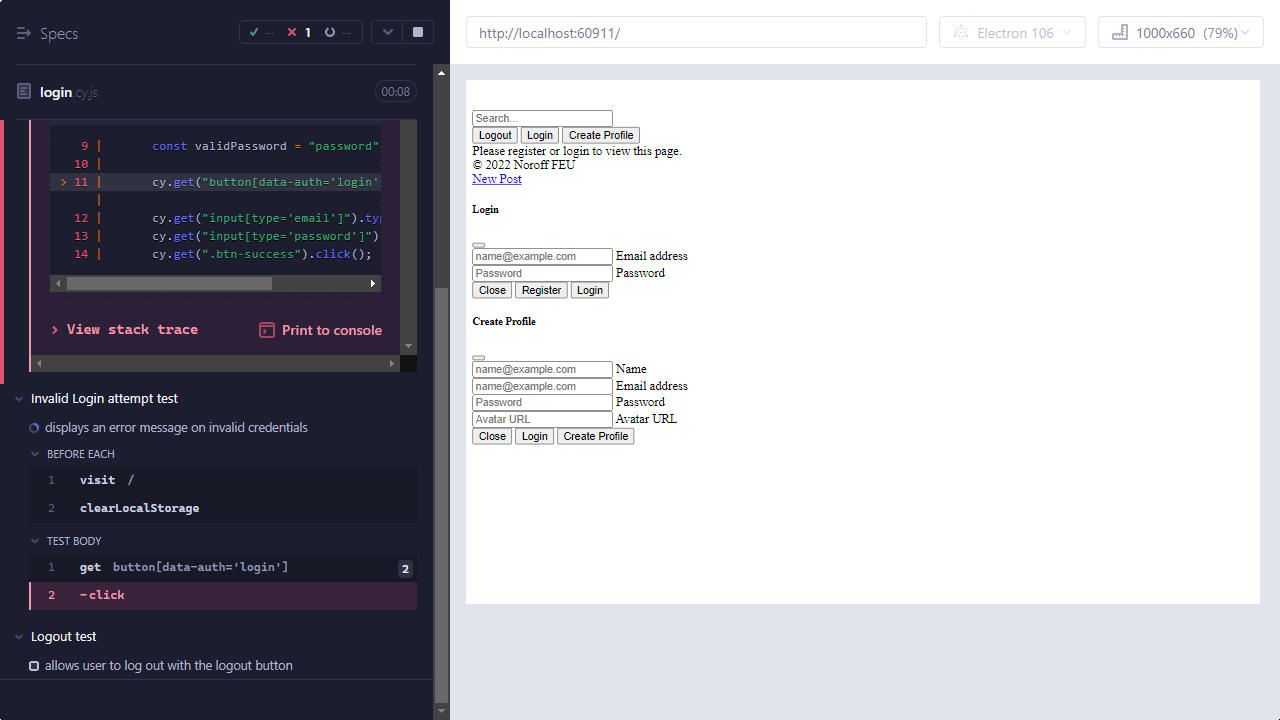 Specs
-- 1 --
login.cy.js 00:08
9 | const validPassword = "password"
10 |
> 11 | cy.get("button[data-auth='login'
|
12 | cy.get("input[type='email']").typ
13 | cy.get("input[type='password']")
14 | cy.get(".btn-success").click();
> View stack trace
Print to console
Invalid Login attempt test
displays an error message on invalid credentials
BEFORE EACH
1 visit /
2 clearLocalStorage
TEST BODY
1 get button[data-auth='login'] 2
2 -click
Logout test
allows user to log out with the logout button
http://localhost:60911/
Electron 106
1000x660 (79%)
Search...
Logout Login Create Profile
Please register or login to view this page.
© 2022 Noroff FEU
New Post
Login
name@example.com Email address
Password Password
Close Register Login
Create Profile
name@example.com Name
name@example.com Email address
Password Password
Avatar URL Avatar URL
Close Login Create Profile